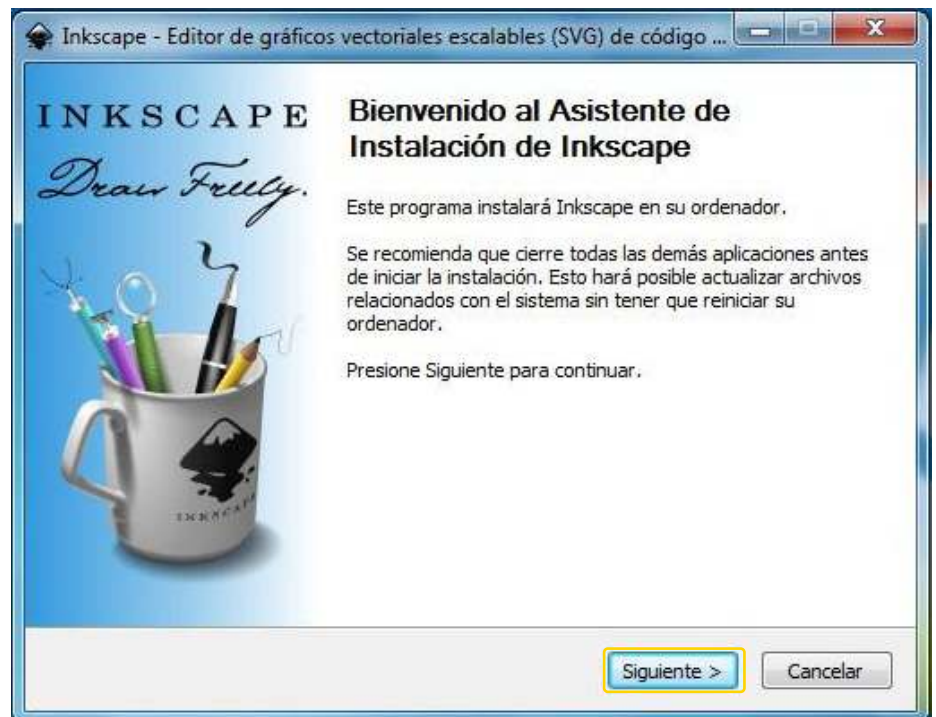 Inkscape - Editor de gráficos vectoriales escalables (SVG) de código ...
INKSCAPE
Draw Freely.
Bienvenido al Asistente de
Instalación de Inkscape
Este programa instalará Inkscape en su ordenador.
Se recomienda que cierre todas las demás aplicaciones antes
de iniciar la instalación. Esto hará posible actualizar archivos
relacionados con el sistema sin tener que reiniciar su
ordenador.
Presione Siguiente para continuar.
INKSCAPE
Siguiente >
Cancelar